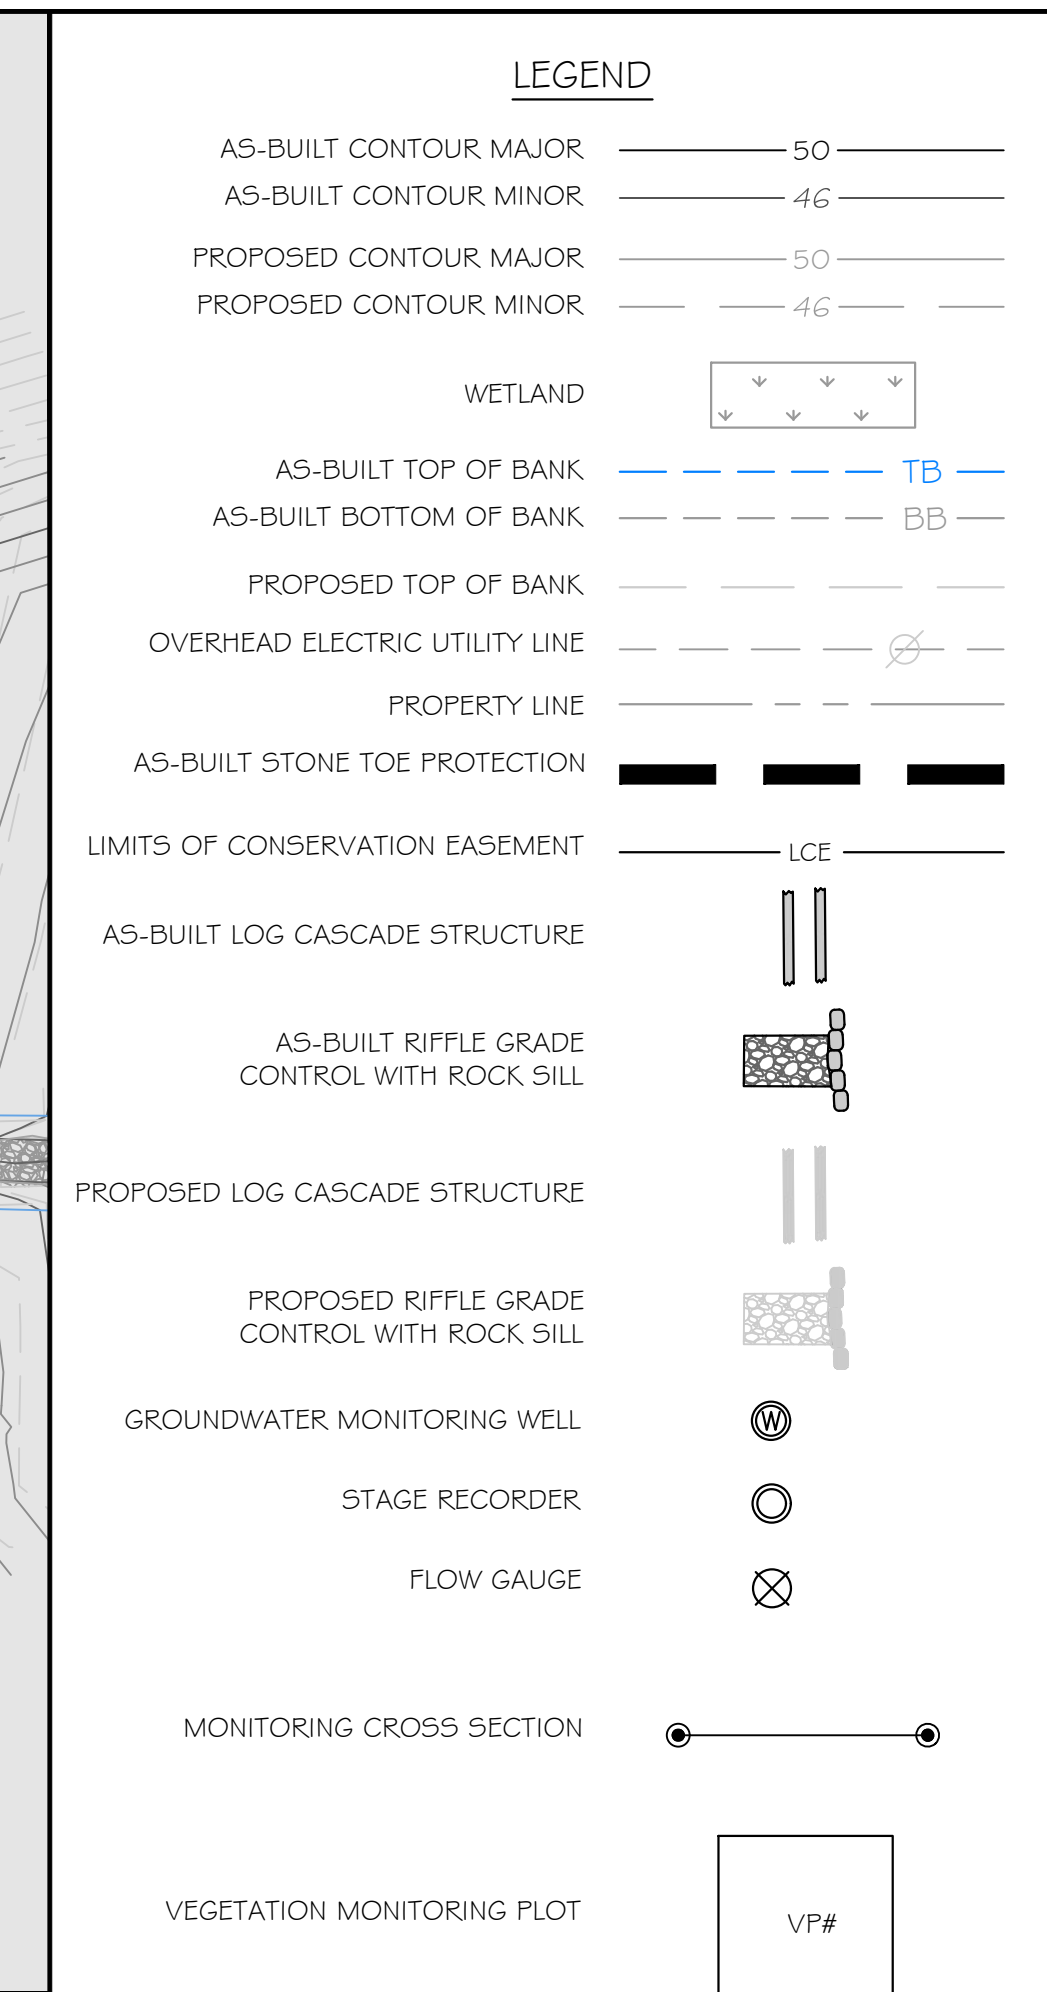 LEGEND
AS-BUILT CONTOUR MAJOR 50
AS-BUILT CONTOUR MINOR 46
PROPOSED CONTOUR MAJOR 50
PROPOSED CONTOUR MINOR 46
WETLAND
AS-BUILT TOP OF BANK TB
AS-BUILT BOTTOM OF BANK BB
PROPOSED TOP OF BANK
OVERHEAD ELECTRIC UTILITY LINE
PROPERTY LINE
AS-BUILT STONE TOE PROTECTION
LIMITS OF CONSERVATION EASEMENT LCE
AS-BUILT LOG CASCADE STRUCTURE
AS-BUILT RIFFLE GRADE
CONTROL WITH ROCK SILL
PROPOSED LOG CASCADE STRUCTURE
PROPOSED RIFFLE GRADE
CONTROL WITH ROCK SILL
GROUNDWATER MONITORING WELL W
STAGE RECORDER
FLOW GAUGE
MONITORING CROSS SECTION
VEGETATION MONITORING PLOT VP#